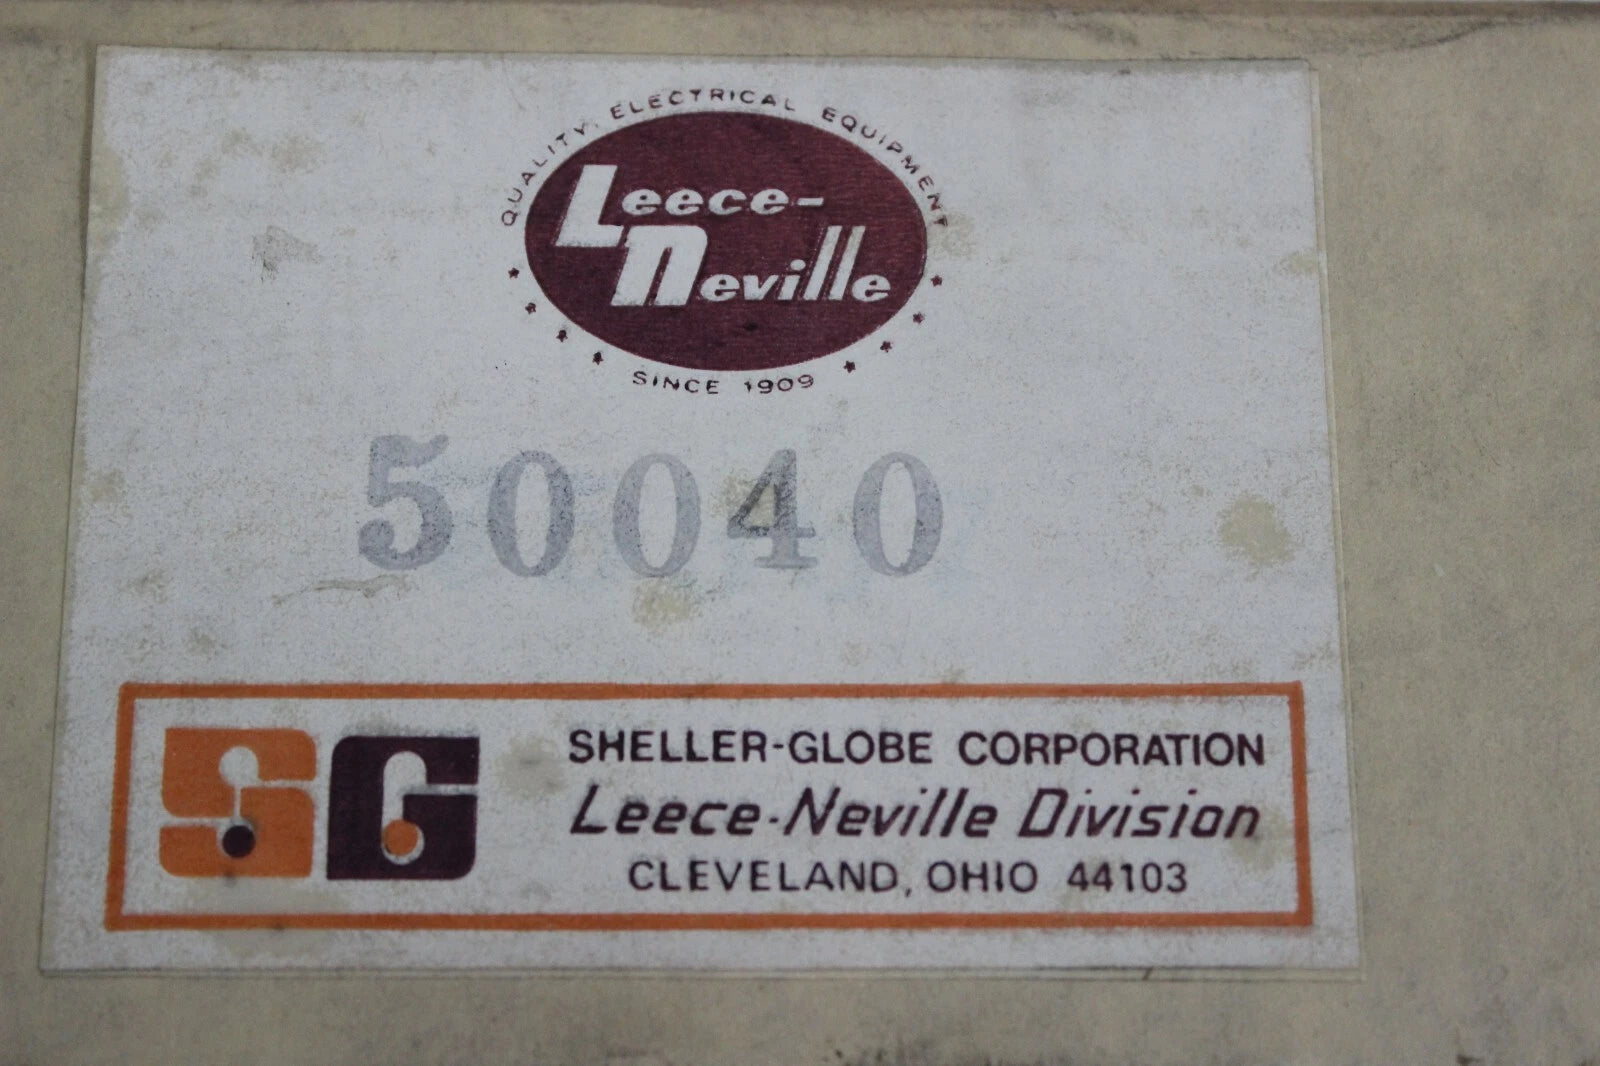 QUALITY ELECTRICAL EQUIPMENT
Leece-
Neville
SINCE 1909
50040
SG
SHELLER-GLOBE CORPORATION
Leece-Neville Division
CLEVELAND, OHIO 44103